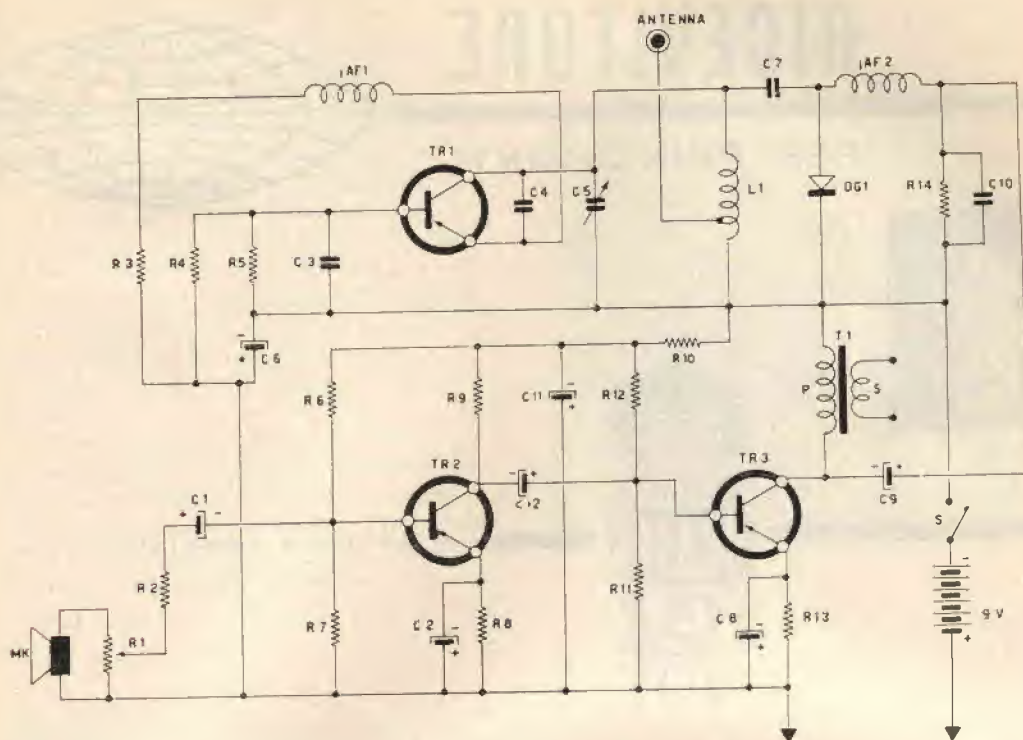 ANTENNA
C7
JAF1
JAF2
TR1
C4
C5
L1
DG1
R14
C10
R3
R4
R5
C3
T1
P
S
-
+
C6
R10
R6
R9
C11
-
+
R12
TR2
TR3
- +
C12
- +
C9
C1
+ -
S
R2
R11
-
9V
+
R1
R7
C2
-
+
R8
C8
-
+
R13
MK